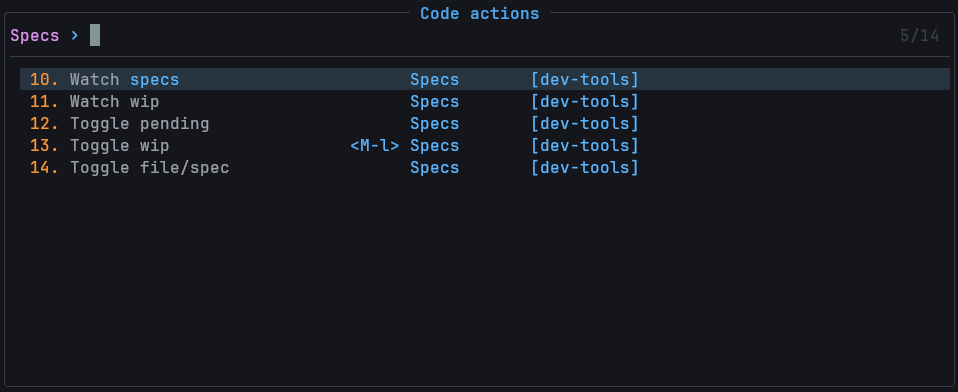 Code actions
Specs > 5/14
10. Watch specs Specs [dev-tools]
11. Watch wip Specs [dev-tools]
12. Toggle pending Specs [dev-tools]
13. Toggle wip <M-l> Specs [dev-tools]
14. Toggle file/spec Specs [dev-tools]